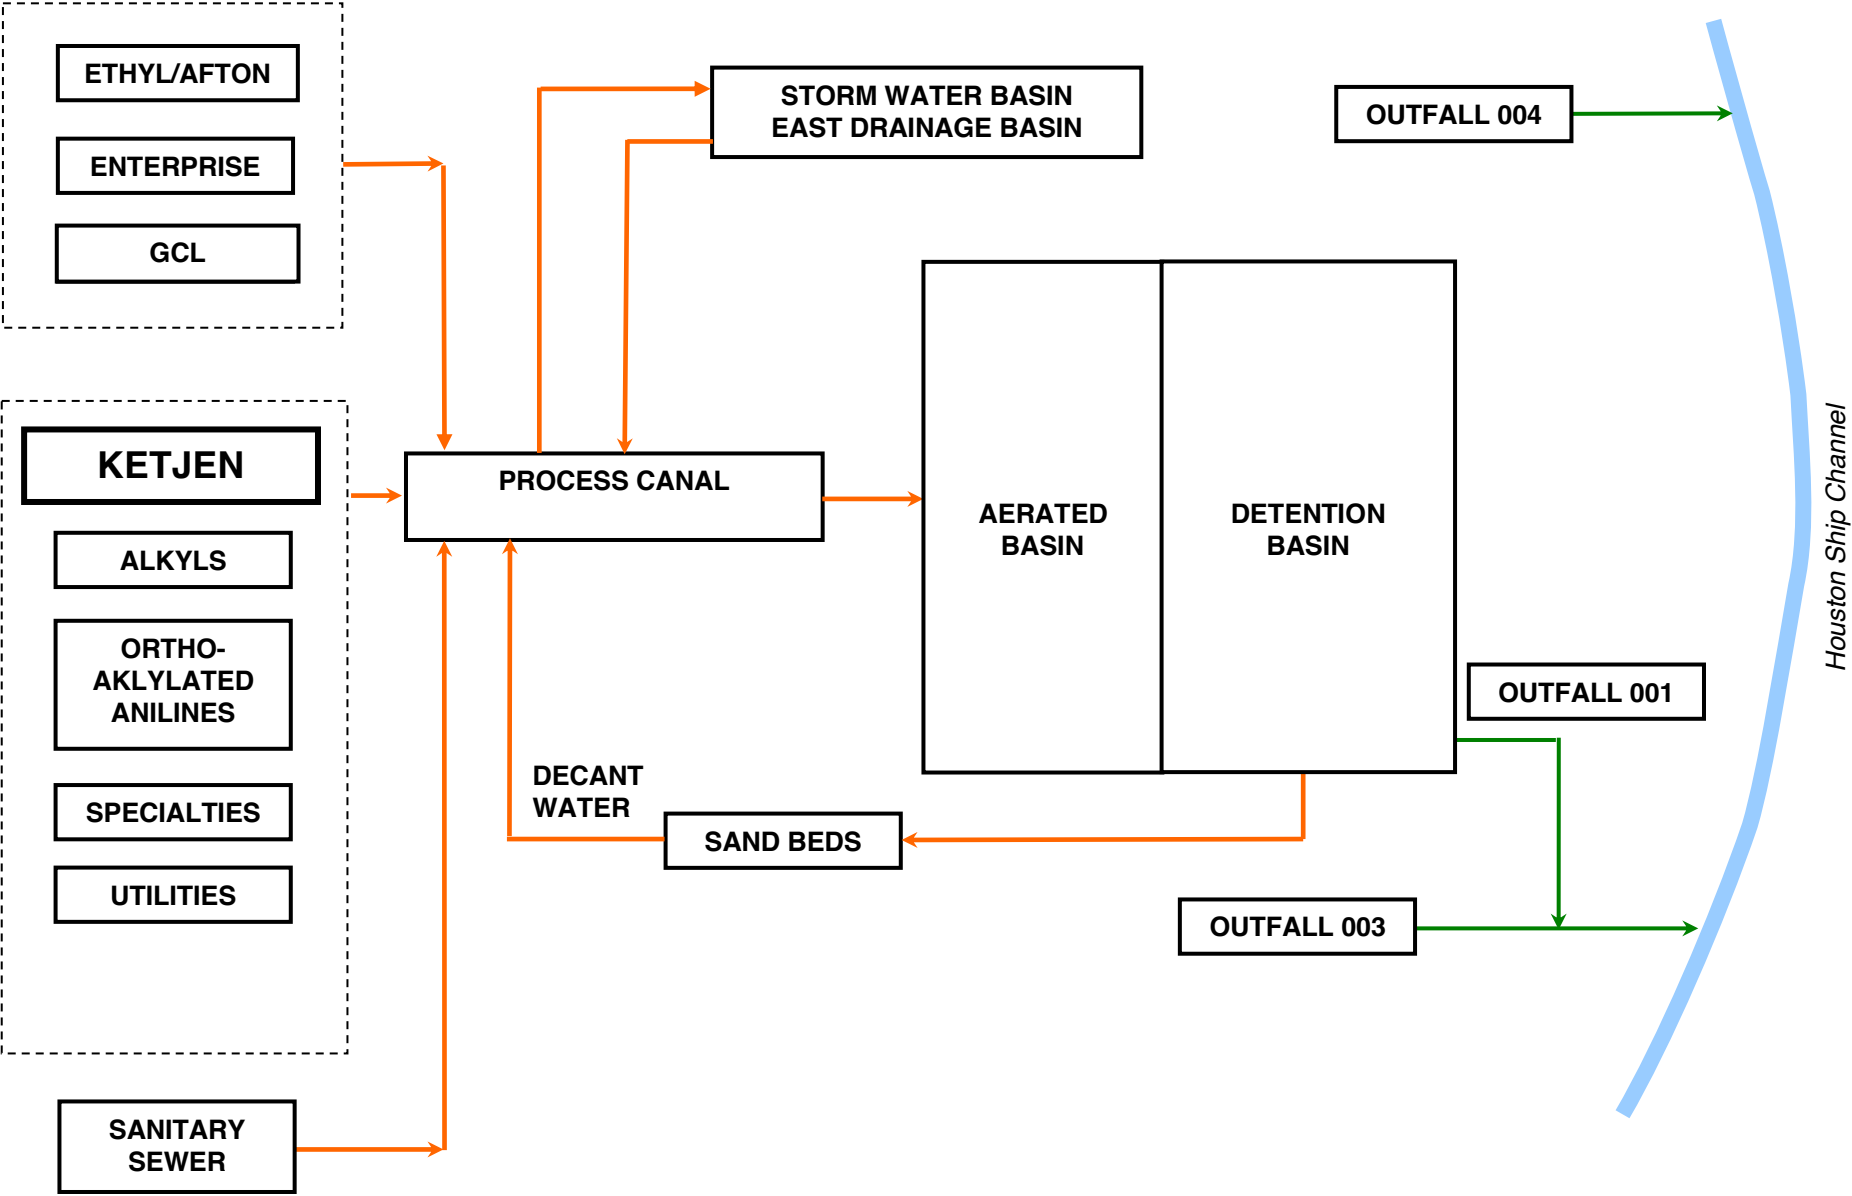 ETHYL/AFTON
ENTERPRISE
GCL
STORM WATER BASIN
EAST DRAINAGE BASIN
OUTFALL 004
KETJEN
ALKYLS
ORTHO-
AKLYLATED
ANILINES
SPECIALTIES
UTILITIES
SANITARY
SEWER
PROCESS CANAL
AERATED
BASIN
DETENTION
BASIN
DECANT
WATER
SAND BEDS
OUTFALL 001
OUTFALL 003
Houston Ship Channel